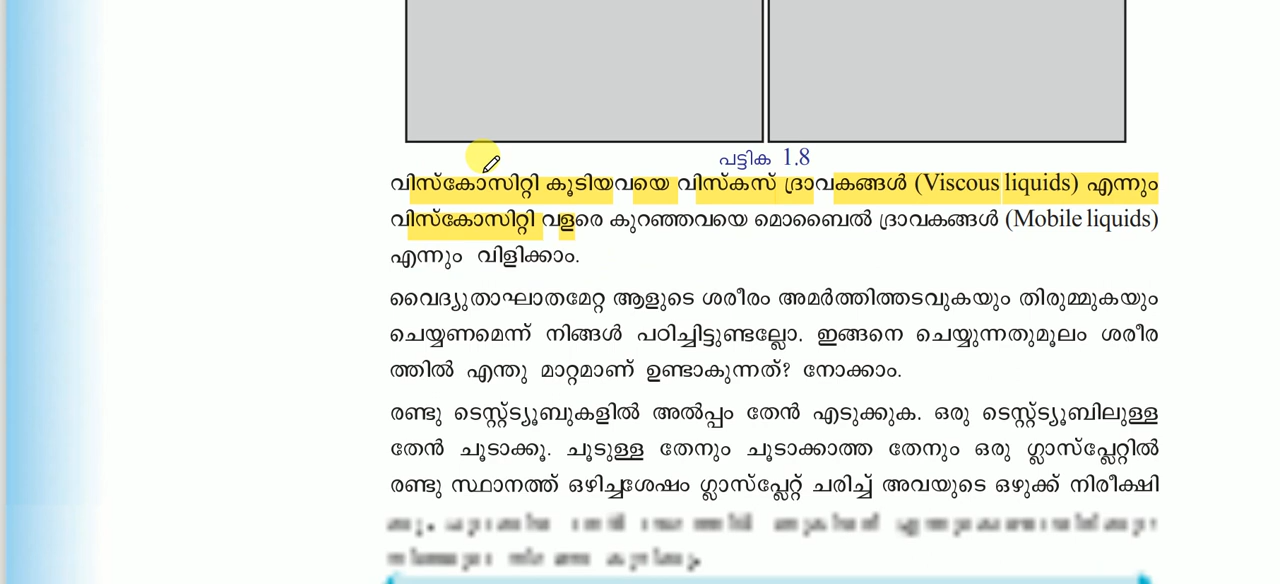 പട്ടിക 1.8
വിസ്കോസിറ്റി കൂടിയവയെ വിസ്കസ് ദ്രാവകങ്ങൾ (Viscous liquids) എന്നും
വിസ്കോസിറ്റി വളരെ കുറഞ്ഞവയെ മൊബൈൽ ദ്രാവകങ്ങൾ (Mobile liquids)
എന്നും വിളിക്കാം.
വൈദ്യുതാഘാതമേറ്റ ആളുടെ ശരീരം അമർത്തിത്തടവുകയും തിരുമ്മുകയും
ചെയ്യണമെന്ന് നിങ്ങൾ പഠിച്ചിട്ടുണ്ടല്ലോ. ഇങ്ങനെ ചെയ്യുന്നതുമൂലം ശരീര
ത്തിൽ എന്തു മാറ്റമാണ് ഉണ്ടാകുന്നത്? നോക്കാം.
രണ്ടു ടെസ്റ്റ്ട്യൂബുകളിൽ അൽപ്പം തേൻ എടുക്കുക. ഒരു ടെസ്റ്റ്ട്യൂബിലുള്ള
തേൻ ചൂടാക്കൂ. ചൂടുള്ള തേനും ചൂടാക്കാത്ത തേനും ഒരു ഗ്ലാസ്പ്ലേറ്റിൽ
രണ്ടു സ്ഥാനത്ത് ഒഴിച്ചശേഷം ഗ്ലാസ്പ്ലേറ്റ് ചരിച്ച് അവയുടെ ഒഴുക്ക് നിരീക്ഷി